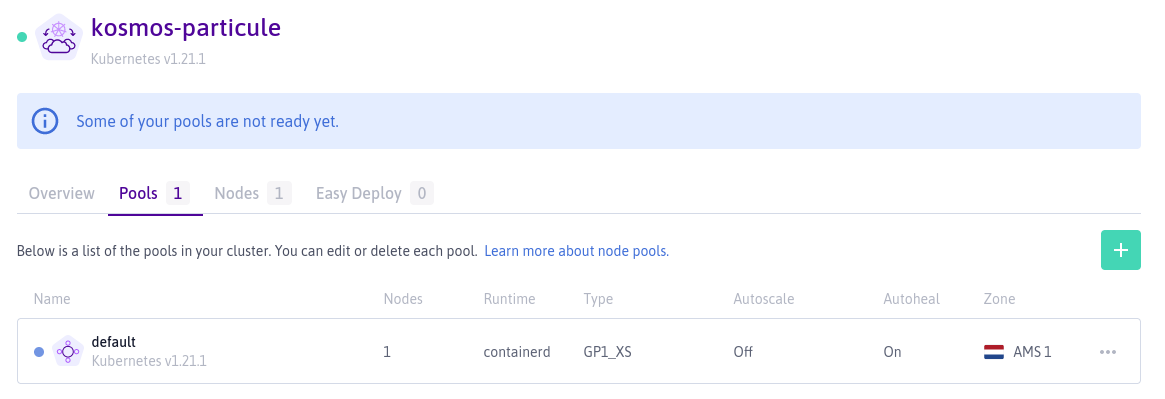 kosmos-particule
Kubernetes v1.21.1
Some of your pools are not ready yet.
Overview Pools 1 Nodes 1 Easy Deploy 0
Below is a list of the pools in your cluster. You can edit or delete each pool. Learn more about node pools.
Name Nodes Runtime Type Autoscale Autoheal Zone
default
Kubernetes v1.21.1
1 containerd GP1_XS Off On AMS 1